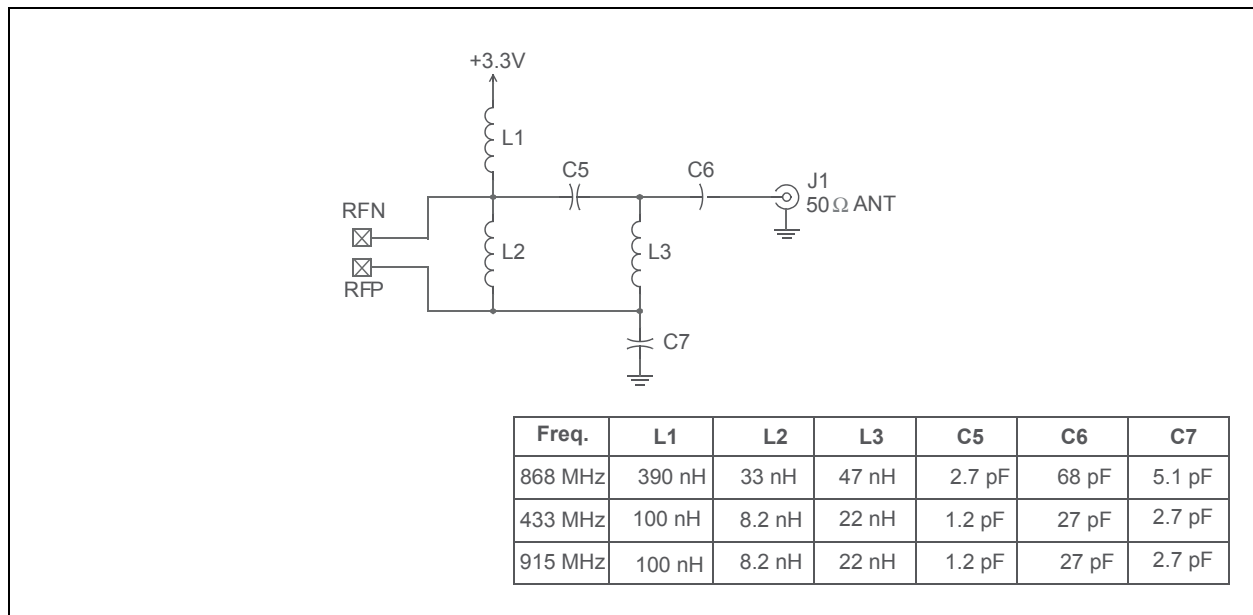 +3.3V
L1
C5
C6
J1
50Ω ANT
RFN
L2
L3
RFP
C7
Freq. L1 L2 L3 C5 C6 C7
868 MHz 390 nH 33 nH 47 nH 2.7 pF 68 pF 5.1 pF
433 MHz 100 nH 8.2 nH 22 nH 1.2 pF 27 pF 2.7 pF
915 MHz 100 nH 8.2 nH 22 nH 1.2 pF 27 pF 2.7 pF